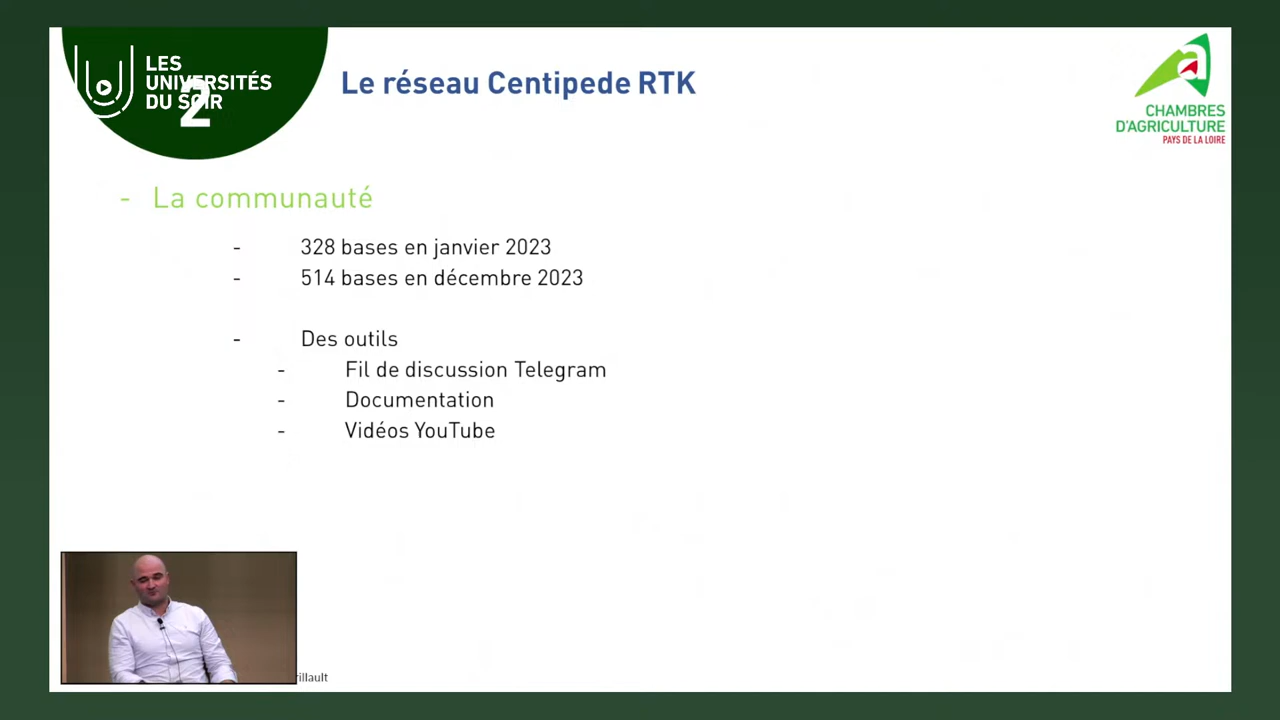 LES
UNIVERSITÉS
DU SOIR
2
Le réseau Centipede RTK
CHAMBRES
D'AGRICULTURE
PAYS DE LA LOIRE
- La communauté
- 328 bases en janvier 2023
- 514 bases en décembre 2023
- Des outils
- Fil de discussion Telegram
- Documentation
- Vidéos YouTube